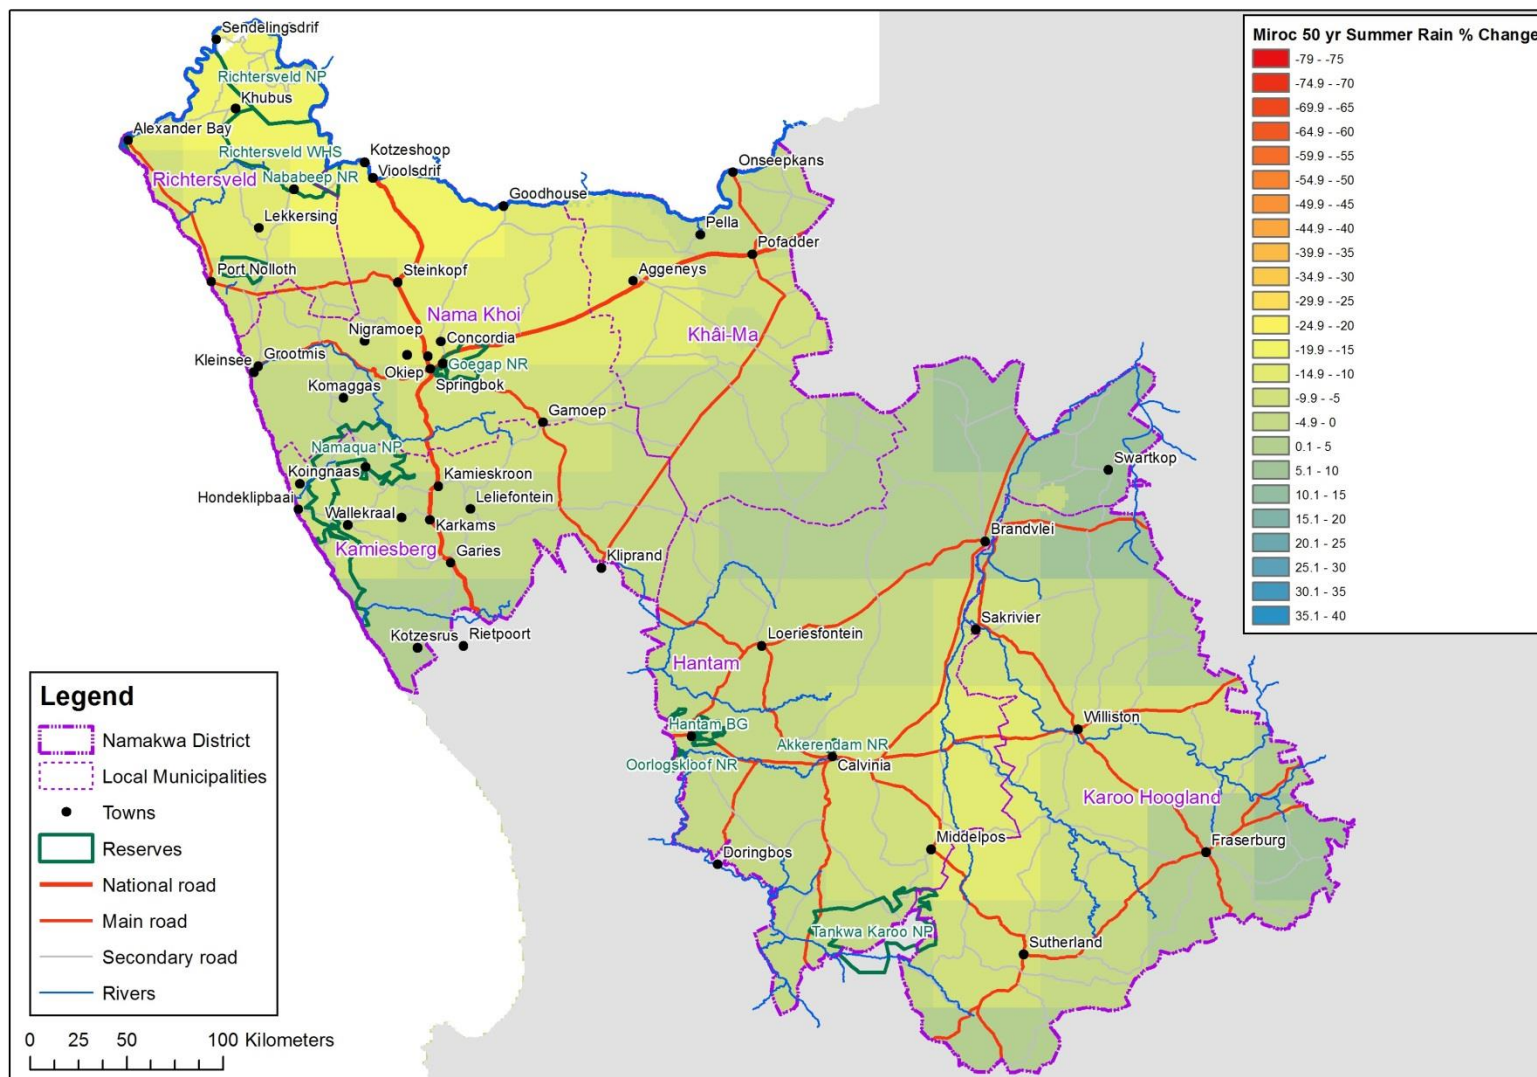 Sendelingsdrif
Richtersveld NP
Khubus
Alexander Bay
Richtersveld WHS
Kotzeshoop
Richtersveld
Nababeep NR
Vioolsdrif
Onseepkans
Goodhouse
Lekkersing
Pella
Pofadder
Port Nolloth
Steinkopf
Aggeneys
Nama Khoi
Khâi-Ma
Nigramoep
Concordia
Kleinsee
Grootmis
Okiep
Goegap NR
Springbok
Komaggas
Gamoep
Namaqua NP
Koingnaas
Kamieskroon
Swartkop
Hondeklipbaai
Leliefontein
Wallekraal
Karkams
Kamiesberg
Garies
Kliprand
Brandvlei
Kotzesrus
Rietpoort
Loeriesfontein
Sakrivier
Hantam
Hantam BG
Williston
Akkerendam NR
Oorlogskloof NR
Calvinia
Karoo Hoogland
Middelpos
Fraserburg
Doringbos
Tankwa Karoo NP
Sutherland
Miroc 50 yr Summer Rain % Change
-79 - -75
-74.9 - -70
-69.9 - -65
-64.9 - -60
-59.9 - -55
-54.9 - -50
-49.9 - -45
-44.9 - -40
-39.9 - -35
-34.9 - -30
-29.9 - -25
-24.9 - -20
-19.9 - -15
-14.9 - -10
-9.9 - -5
-4.9 - 0
0.1 - 5
5.1 - 10
10.1 - 15
15.1 - 20
20.1 - 25
25.1 - 30
30.1 - 35
35.1 - 40
Legend
Namakwa District
Local Municipalities
Towns
Reserves
National road
Main road
Secondary road
Rivers
0 25 50 100 Kilometers